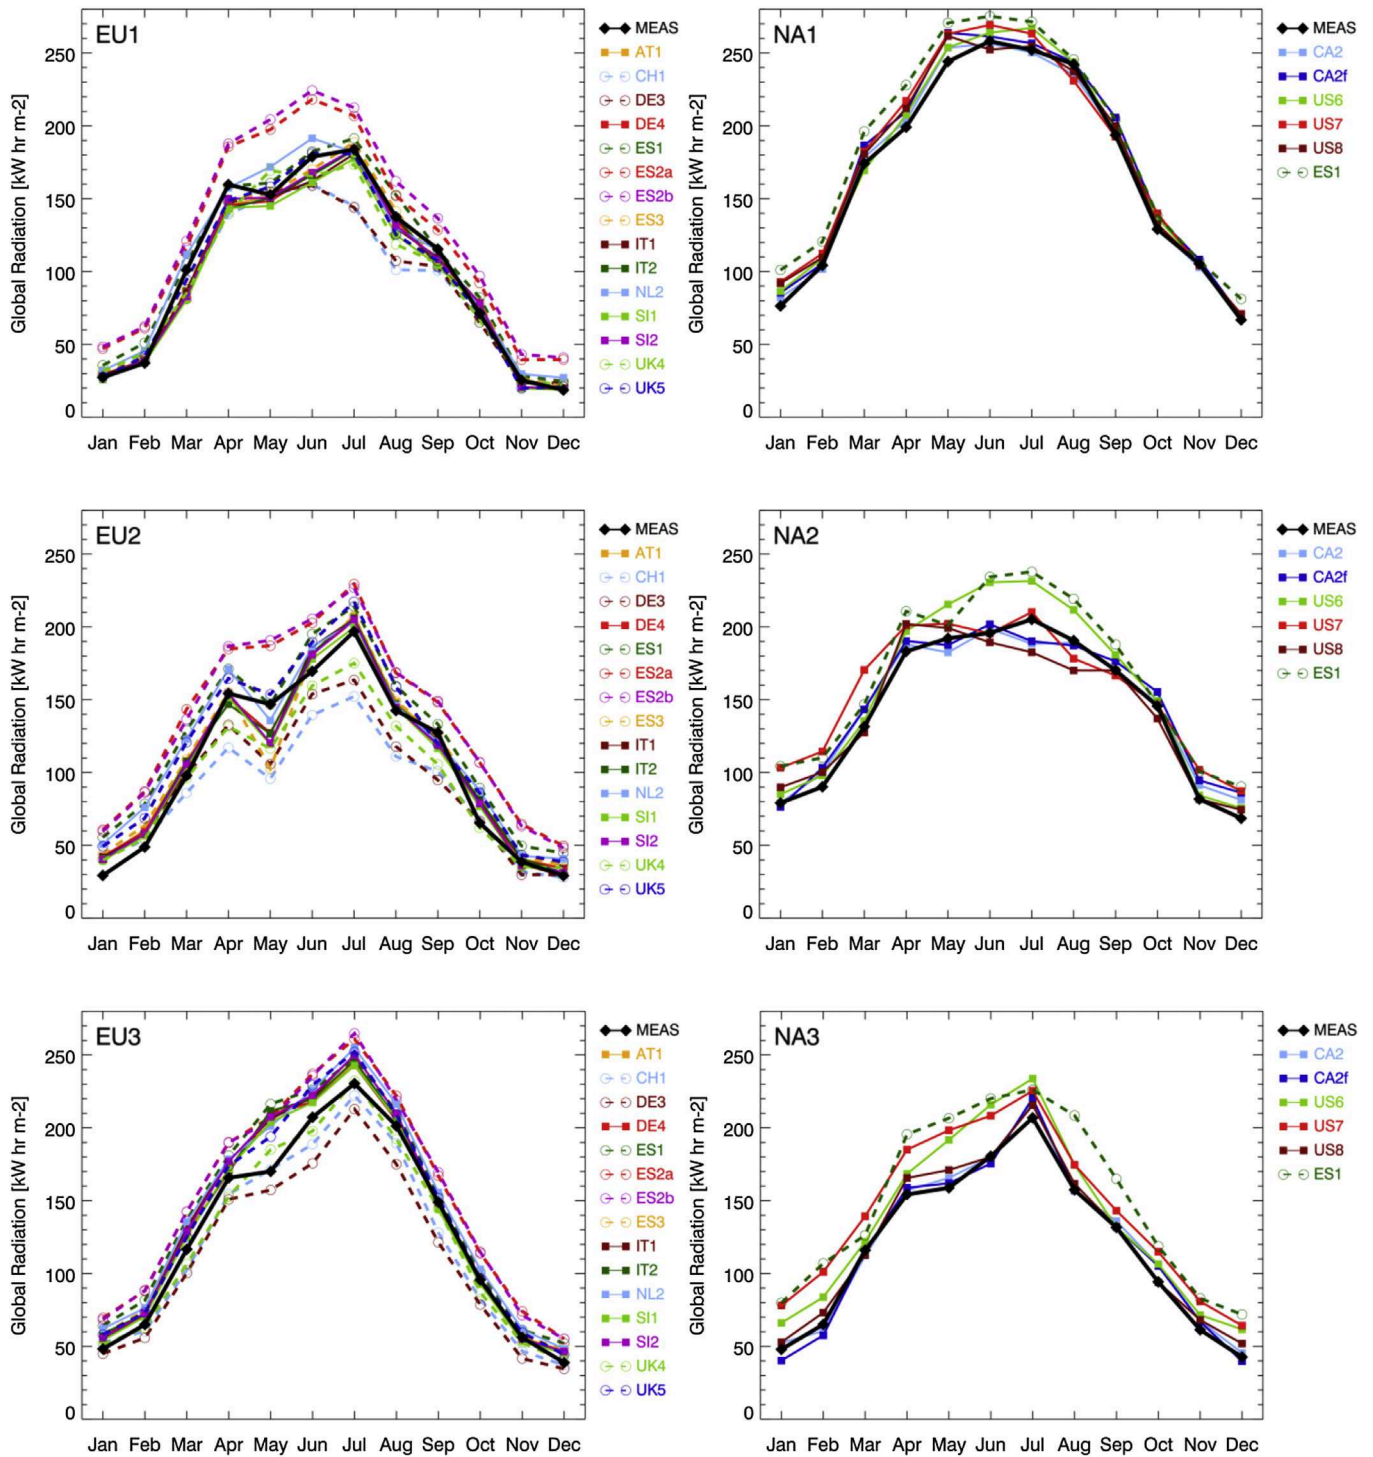 EU1
Global Radiation [kW hr m-2]
250
200
150
100
50
0
Jan Feb Mar Apr May Jun Jul Aug Sep Oct Nov Dec
MEAS
AT1
CH1
DE3
DE4
ES1
ES2a
ES2b
ES3
IT1
IT2
NL2
SI1
SI2
UK4
UK5
NA1
Global Radiation [kW hr m-2]
250
200
150
100
50
0
Jan Feb Mar Apr May Jun Jul Aug Sep Oct Nov Dec
MEAS
CA2
CA2f
US6
US7
US8
ES1
EU2
Global Radiation [kW hr m-2]
250
200
150
100
50
0
Jan Feb Mar Apr May Jun Jul Aug Sep Oct Nov Dec
MEAS
AT1
CH1
DE3
DE4
ES1
ES2a
ES2b
ES3
IT1
IT2
NL2
SI1
SI2
UK4
UK5
NA2
Global Radiation [kW hr m-2]
250
200
150
100
50
0
Jan Feb Mar Apr May Jun Jul Aug Sep Oct Nov Dec
MEAS
CA2
CA2f
US6
US7
US8
ES1
EU3
Global Radiation [kW hr m-2]
250
200
150
100
50
0
Jan Feb Mar Apr May Jun Jul Aug Sep Oct Nov Dec
MEAS
AT1
CH1
DE3
DE4
ES1
ES2a
ES2b
ES3
IT1
IT2
NL2
SI1
SI2
UK4
UK5
NA3
Global Radiation [kW hr m-2]
250
200
150
100
50
0
Jan Feb Mar Apr May Jun Jul Aug Sep Oct Nov Dec
MEAS
CA2
CA2f
US6
US7
US8
ES1